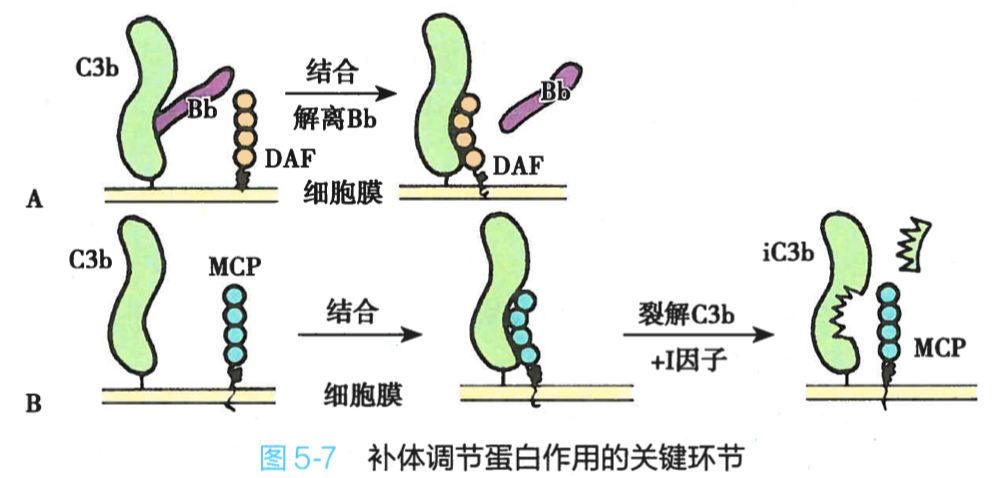 C3b
Bb
DAF
结合
解离Bb
Bb
DAF
细胞膜
A
C3b
MCP
结合
细胞膜
裂解C3b
+I因子
iC3b
MCP
B
图 5-7 补体调节蛋白作用的关键环节